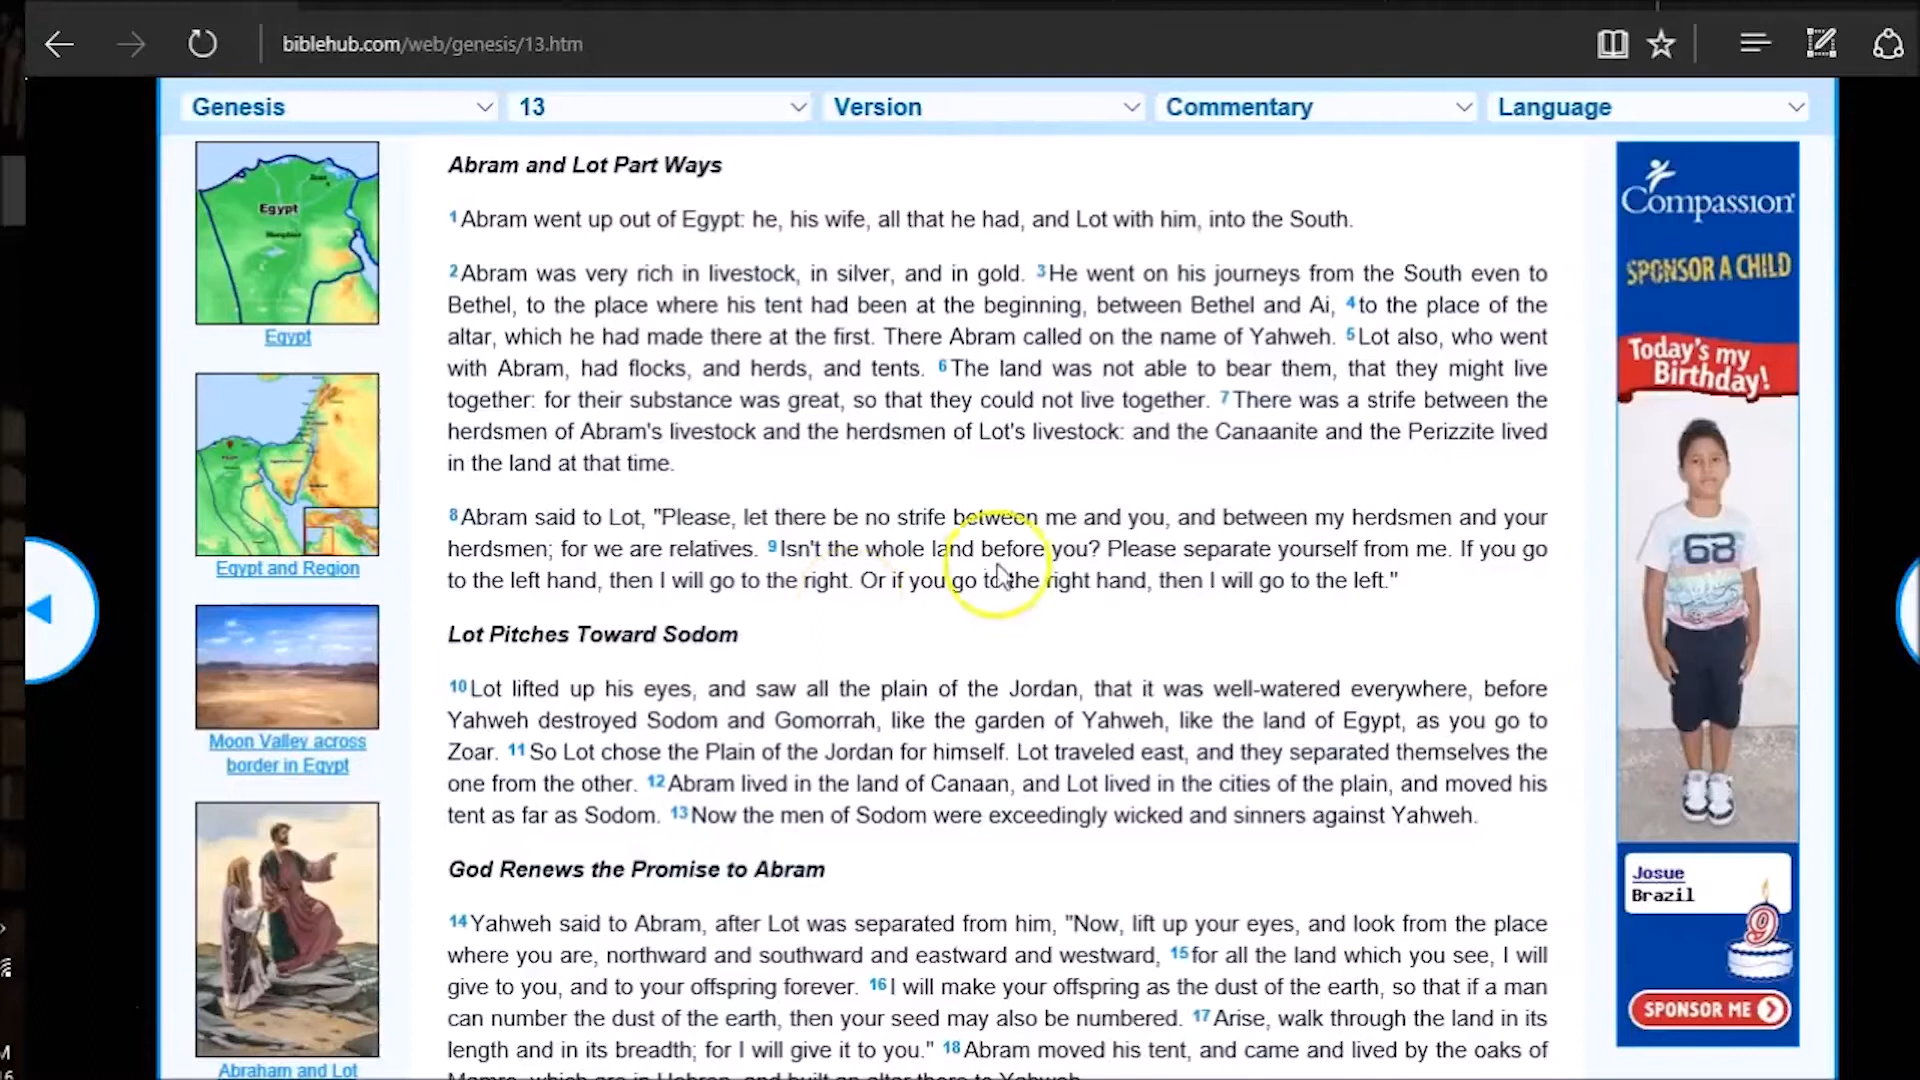 biblehub.com/web/genesis/13.htm
Genesis
13
Version
Commentary
Language
Egypt
Egypt
Egypt and Region
Moon Valley across
border in Egypt
Abraham and Lot
Abram and Lot Part Ways
1 Abram went up out of Egypt: he, his wife, all that he had, and Lot with him, into the South.
2 Abram was very rich in livestock, in silver, and in gold. 3 He went on his journeys from the South even to
Bethel, to the place where his tent had been at the beginning, between Bethel and Ai, 4 to the place of the
altar, which he had made there at the first. There Abram called on the name of Yahweh. 5 Lot also, who went
with Abram, had flocks, and herds, and tents. 6 The land was not able to bear them, that they might live
together: for their substance was great, so that they could not live together. 7 There was a strife between the
herdsmen of Abram's livestock and the herdsmen of Lot's livestock: and the Canaanite and the Perizzite lived
in the land at that time.
8 Abram said to Lot, "Please, let there be no strife between me and you, and between my herdsmen and your
herdsmen; for we are relatives. 9 Isn't the whole land before you? Please separate yourself from me. If you go
to the left hand, then I will go to the right. Or if you go to the right hand, then I will go to the left."
Lot Pitches Toward Sodom
10 Lot lifted up his eyes, and saw all the plain of the Jordan, that it was well-watered everywhere, before
Yahweh destroyed Sodom and Gomorrah, like the garden of Yahweh, like the land of Egypt, as you go to
Zoar. 11 So Lot chose the Plain of the Jordan for himself. Lot traveled east, and they separated themselves the
one from the other. 12 Abram lived in the land of Canaan, and Lot lived in the cities of the plain, and moved his
tent as far as Sodom. 13 Now the men of Sodom were exceedingly wicked and sinners against Yahweh.
God Renews the Promise to Abram
14 Yahweh said to Abram, after Lot was separated from him, "Now, lift up your eyes, and look from the place
where you are, northward and southward and eastward and westward, 15 for all the land which you see, I will
give to you, and to your offspring forever. 16 I will make your offspring as the dust of the earth, so that if a man
can number the dust of the earth, then your seed may also be numbered. 17 Arise, walk through the land in its
length and in its breadth; for I will give it to you." 18 Abram moved his tent, and came and lived by the oaks of
Mamre, which are in Hebron, and built an altar there to Yahweh.
Compassion
SPONSOR A CHILD
Today's my
Birthday!
68
Josue
Brazil
9
SPONSOR ME